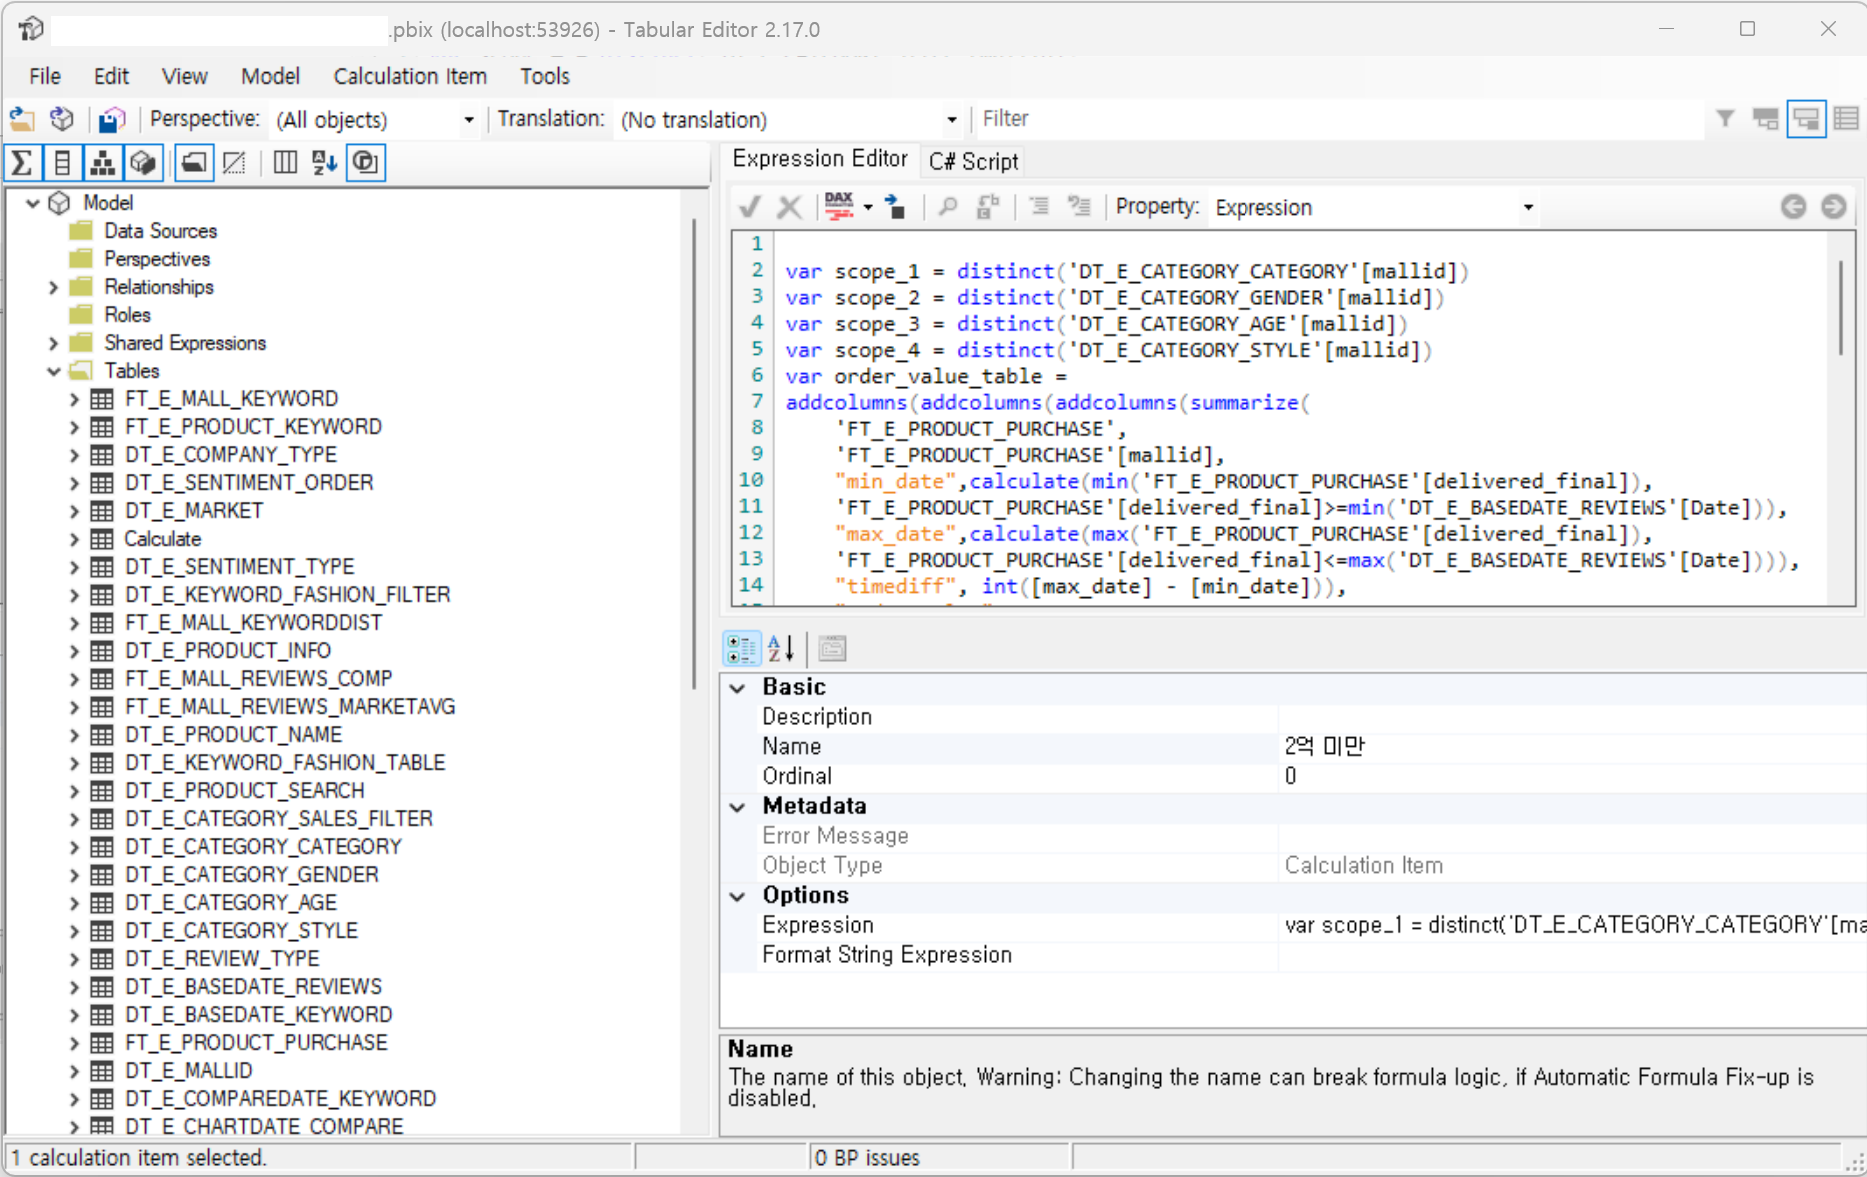 .pbix (localhost:53926) - Tabular Editor 2.17.0
File Edit View Model Calculation Item Tools
Perspective: (All objects) Translation: (No translation) Filter
Model
Data Sources
Perspectives
Relationships
Roles
Shared Expressions
Tables
FT_E_MALL_KEYWORD
FT_E_PRODUCT_KEYWORD
DT_E_COMPANY_TYPE
DT_E_SENTIMENT_ORDER
DT_E_MARKET
Calculate
DT_E_SENTIMENT_TYPE
DT_E_KEYWORD_FASHION_FILTER
FT_E_MALL_KEYWORDDIST
DT_E_PRODUCT_INFO
FT_E_MALL_REVIEWS_COMP
FT_E_MALL_REVIEWS_MARKETAVG
DT_E_PRODUCT_NAME
DT_E_KEYWORD_FASHION_TABLE
DT_E_PRODUCT_SEARCH
DT_E_CATEGORY_SALES_FILTER
DT_E_CATEGORY_CATEGORY
DT_E_CATEGORY_GENDER
DT_E_CATEGORY_AGE
DT_E_CATEGORY_STYLE
DT_E_REVIEW_TYPE
DT_E_BASEDATE_REVIEWS
DT_E_BASEDATE_KEYWORD
FT_E_PRODUCT_PURCHASE
DT_E_MALLID
DT_E_COMPAREDATE_KEYWORD
DT_E_CHARTDATE_COMPARE
Expression Editor C# Script
DAX Property: Expression
1
2 var scope_1 = distinct('DT_E_CATEGORY_CATEGORY'[mallid])
3 var scope_2 = distinct('DT_E_CATEGORY_GENDER'[mallid])
4 var scope_3 = distinct('DT_E_CATEGORY_AGE'[mallid])
5 var scope_4 = distinct('DT_E_CATEGORY_STYLE'[mallid])
6 var order_value_table =
7 addcolumns(addcolumns(addcolumns(summarize(
8 'FT_E_PRODUCT_PURCHASE',
9 'FT_E_PRODUCT_PURCHASE'[mallid],
10 "min_date",calculate(min('FT_E_PRODUCT_PURCHASE'[delivered_final]),
11 'FT_E_PRODUCT_PURCHASE'[delivered_final]>=min('DT_E_BASEDATE_REVIEWS'[Date])),
12 "max_date",calculate(max('FT_E_PRODUCT_PURCHASE'[delivered_final]),
13 'FT_E_PRODUCT_PURCHASE'[delivered_final]<=max('DT_E_BASEDATE_REVIEWS'[Date]))),
14 "timediff", int([max_date] - [min_date])),
Basic
Description
Name 2억 미만
Ordinal 0
Metadata
Error Message
Object Type Calculation Item
Options
Expression var scope_1 = distinct('DT_E_CATEGORY_CATEGORY'[ma
Format String Expression
Name
The name of this object. Warning: Changing the name can break formula logic, if Automatic Formula Fix-up is
disabled.
1 calculation item selected. 0 BP issues